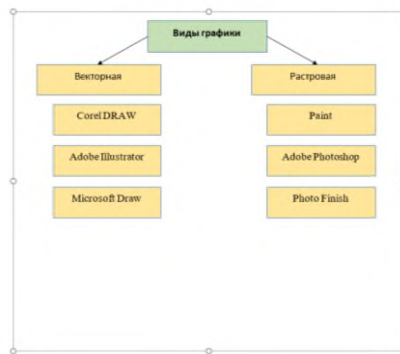 Виды графики
Векторная
Растровая
Corel DRAW
Paint
Adobe Illustrator
Adobe Photoshop
Microsoft Draw
Photo Finish